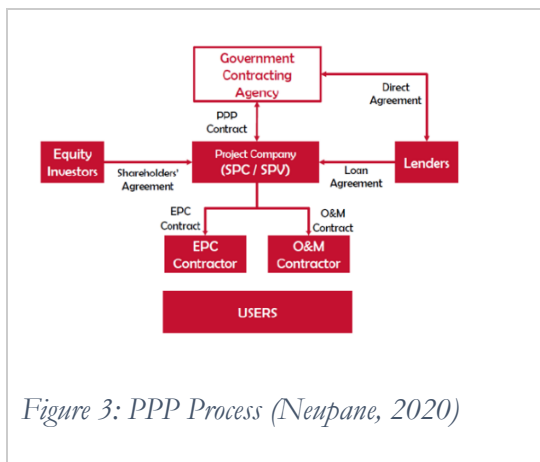 Government
Contracting
Agency
Direct
Agreement
PPP
Contract
Equity
Investors
Shareholders'
Agreement
Project Company
(SPC / SPV)
Loan
Agreement
Lenders
EPC
Contract
O&M
Contract
EPC
Contractor
O&M
Contractor
USERS
Figure 3: PPP Process (Neupane, 2020)